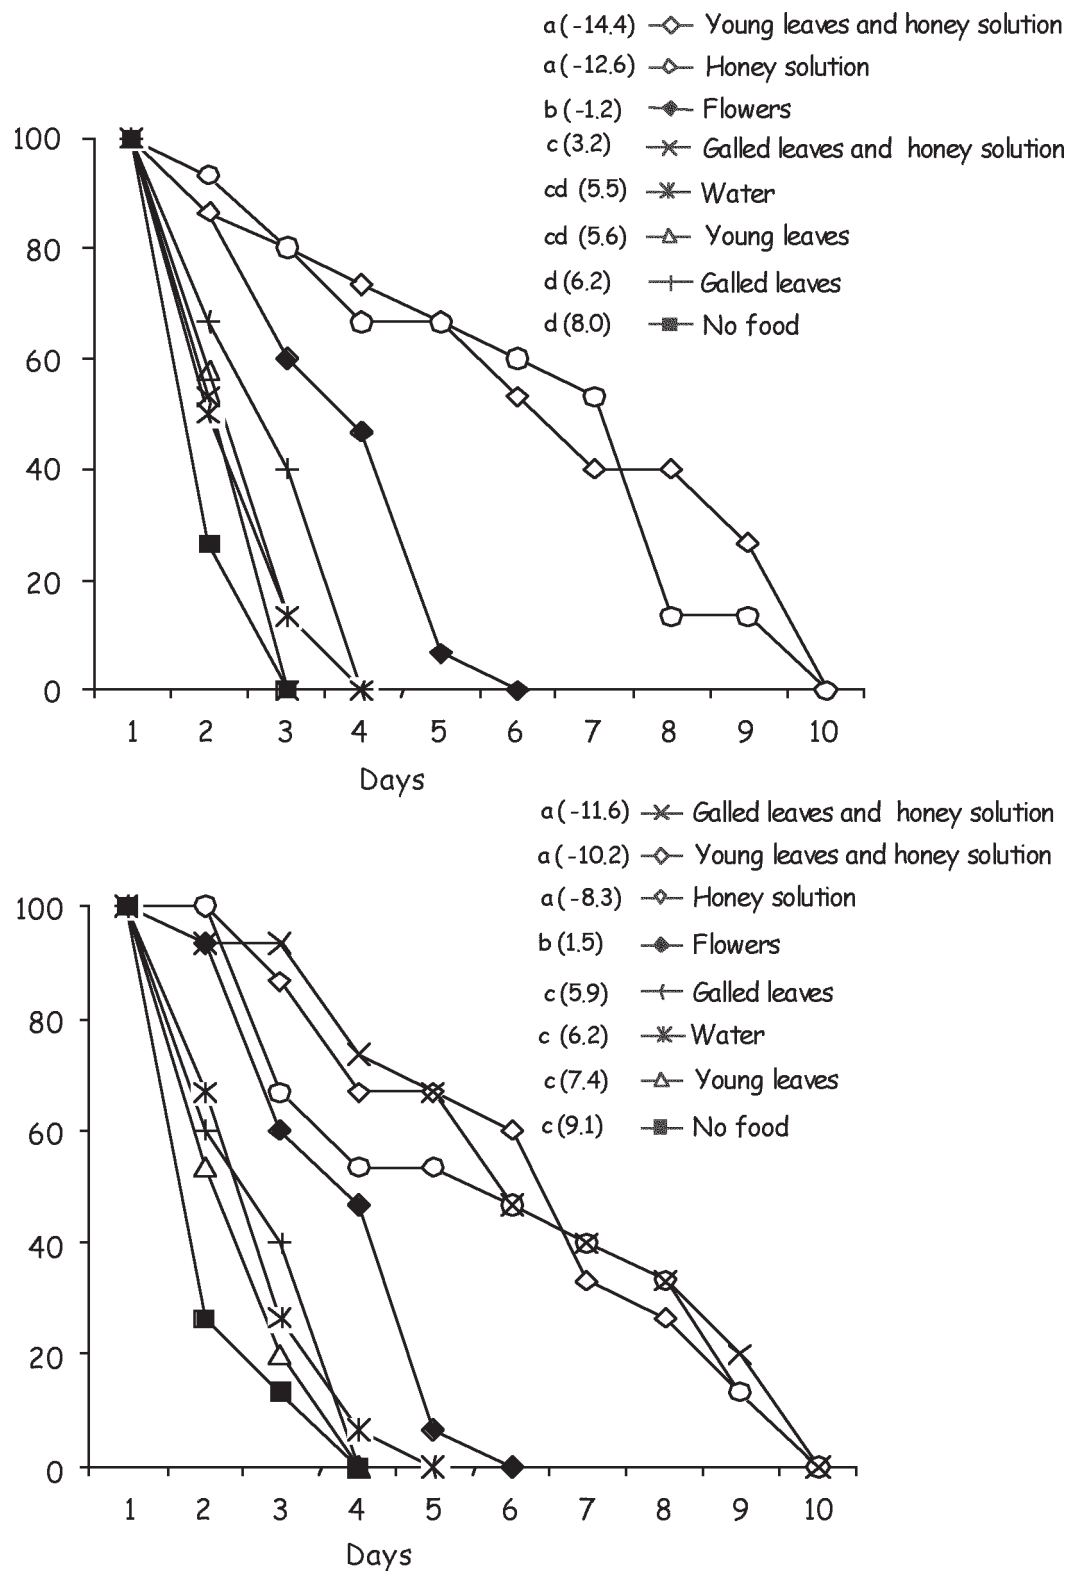 a (-14.4) Young leaves and honey solution
a (-12.6) Honey solution
b (-1.2) Flowers
c (3.2) Galled leaves and honey solution
cd (5.5) Water
cd (5.6) Young leaves
d (6.2) Galled leaves
d (8.0) No food
100
80
60
40
20
0
1 2 3 4 5 6 7 8 9 10
Days
a (-11.6) Galled leaves and honey solution
a (-10.2) Young leaves and honey solution
a (-8.3) Honey solution
b (1.5) Flowers
c (5.9) Galled leaves
c (6.2) Water
c (7.4) Young leaves
c (9.1) No food
100
80
60
40
20
0
1 2 3 4 5 6 7 8 9 10
Days